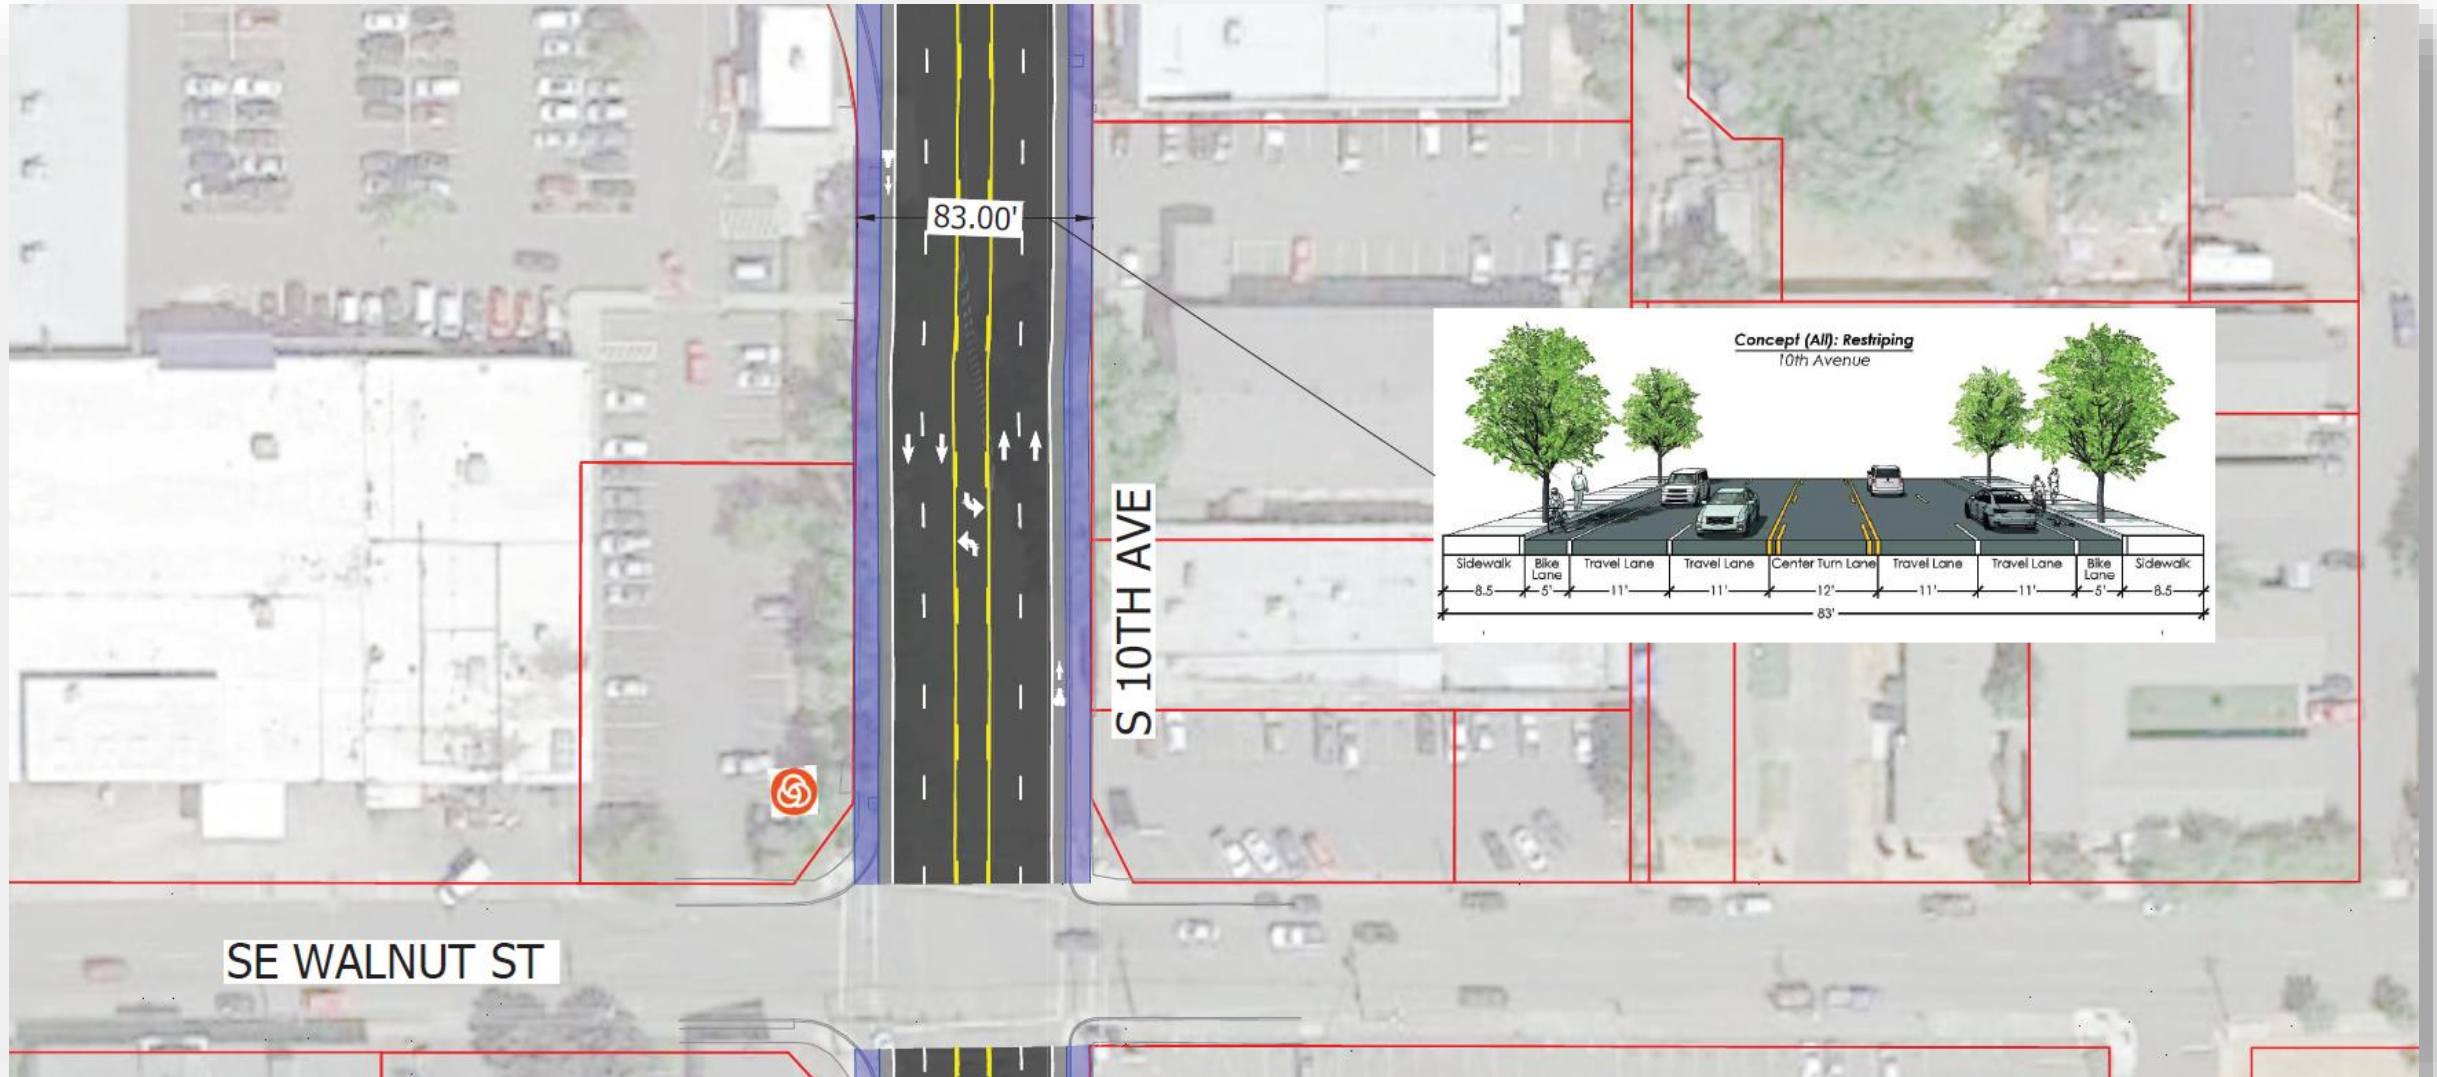 83.00'
Concept (All): Restriping
10th Avenue
Sidewalk Bike Lane Travel Lane Travel Lane Center Turn Lane Travel Lane Travel Lane Bike Lane Sidewalk
8.5 5' 11' 11' 12' 11' 11' 5' 8.5
83'
S 10TH AVE
SE WALNUT ST